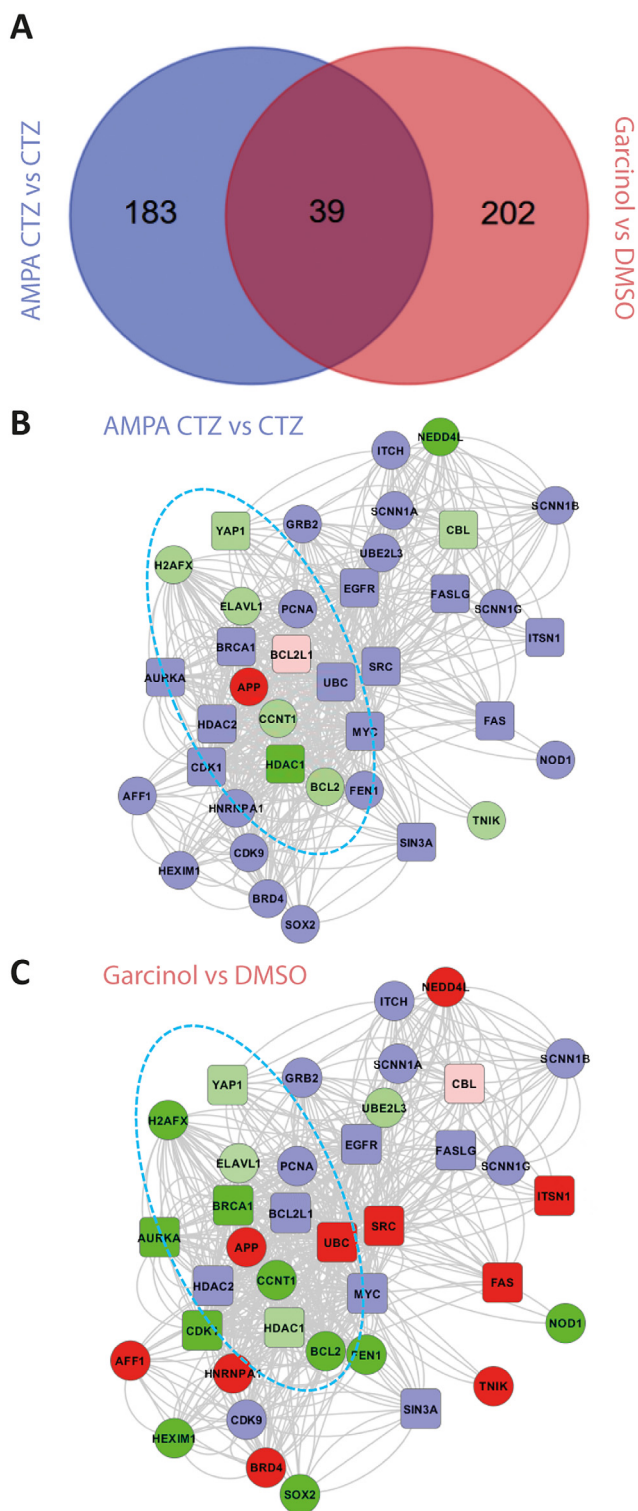 A
AMPA CTZ vs CTZ
183
39
202
Garcinol vs DMSO
B
AMPA CTZ vs CTZ
NEDD4L
ITCH
SCNN1A
SCNN1B
YAP1
GRB2
CBL
UBE2L3
H2AFX
EGFR
FASLG
ELAVL1
PCNA
SCNN1G
ITSN1
BRCA1
BCL2L1
SRC
AURKA
APP
UBC
HDAC2
CCNT1
MYC
FAS
CDK1
HDAC1
NOD1
AFF1
HNRNPA1
BCL2
FEN1
TNIK
CDK9
SIN3A
HEXIM1
BRD4
SOX2
C
Garcinol vs DMSO
NEDD4L
ITCH
SCNN1A
SCNN1B
YAP1
GRB2
CBL
UBE2L3
H2AFX
EGFR
FASLG
ELAVL1
PCNA
SCNN1G
BRCA1
BCL2L1
ITSN1
AURKA
APP
UBC
SRC
HDAC2
CCNT1
MYC
FAS
CDK1
HDAC1
NOD1
AFF1
HNRNPA1
BCL2
FEN1
TNIK
CDK9
SIN3A
HEXIM1
BRD4
SOX2